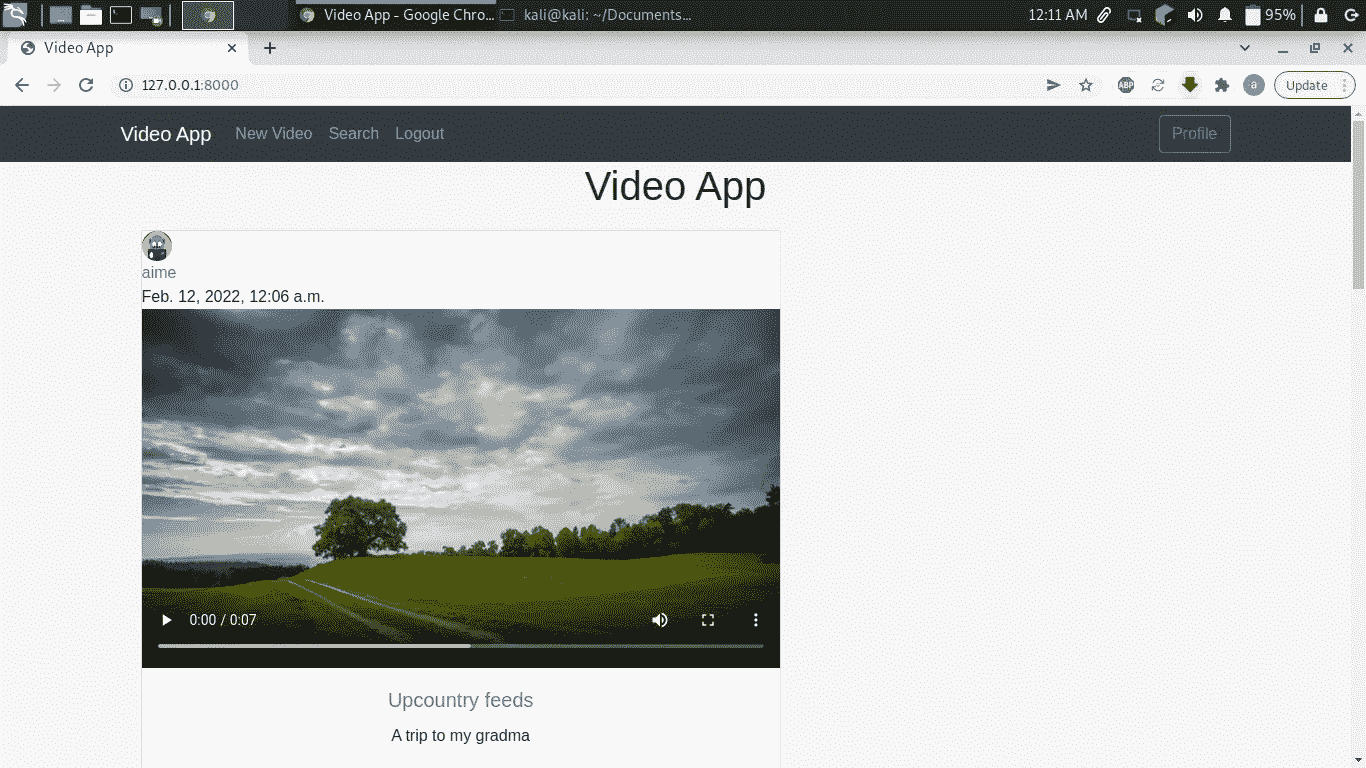 Video App - Google Chro... kali@kali: ~/Documents... 12:11 AM 95%
Video App
127.0.0.1:8000 ABP a Update
Video App New Video Search Logout Profile
Video App
aime
Feb. 12, 2022, 12:06 a.m.
0:00 / 0:07
Upcountry feeds
A trip to my gradma